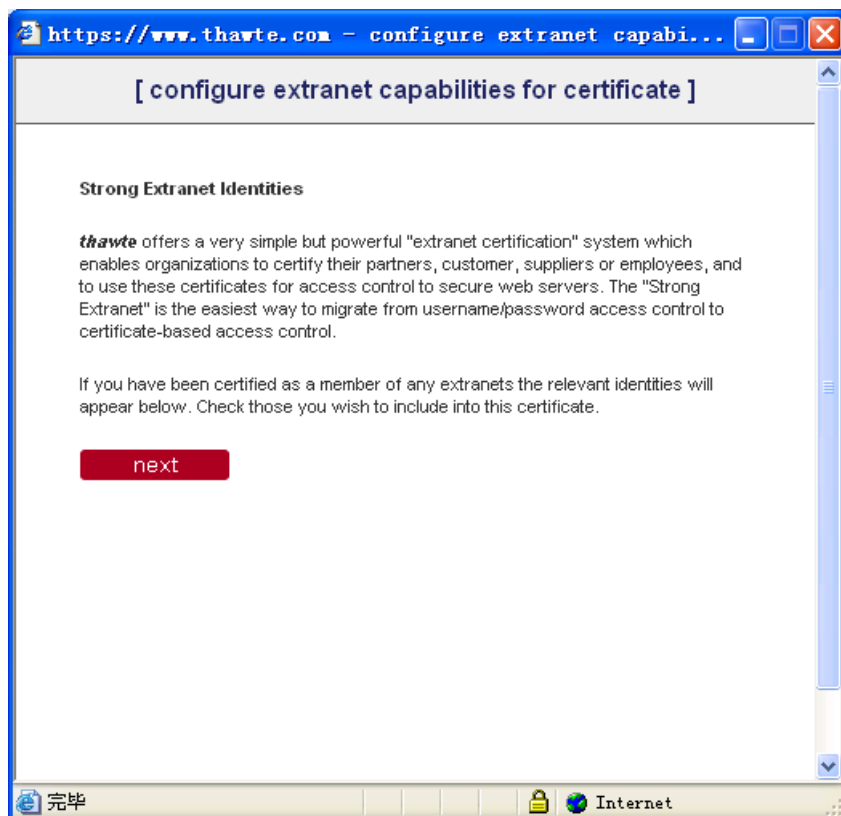 https://www.thawte.com - configure extranet capabi...
[ configure extranet capabilities for certificate ]
Strong Extranet Identities
thawte offers a very simple but powerful "extranet certification" system which
enables organizations to certify their partners, customer, suppliers or employees, and
to use these certificates for access control to secure web servers. The "Strong
Extranet" is the easiest way to migrate from username/password access control to
certificate-based access control.
If you have been certified as a member of any extranets the relevant identities will
appear below. Check those you wish to include into this certificate.
next
完毕 Internet